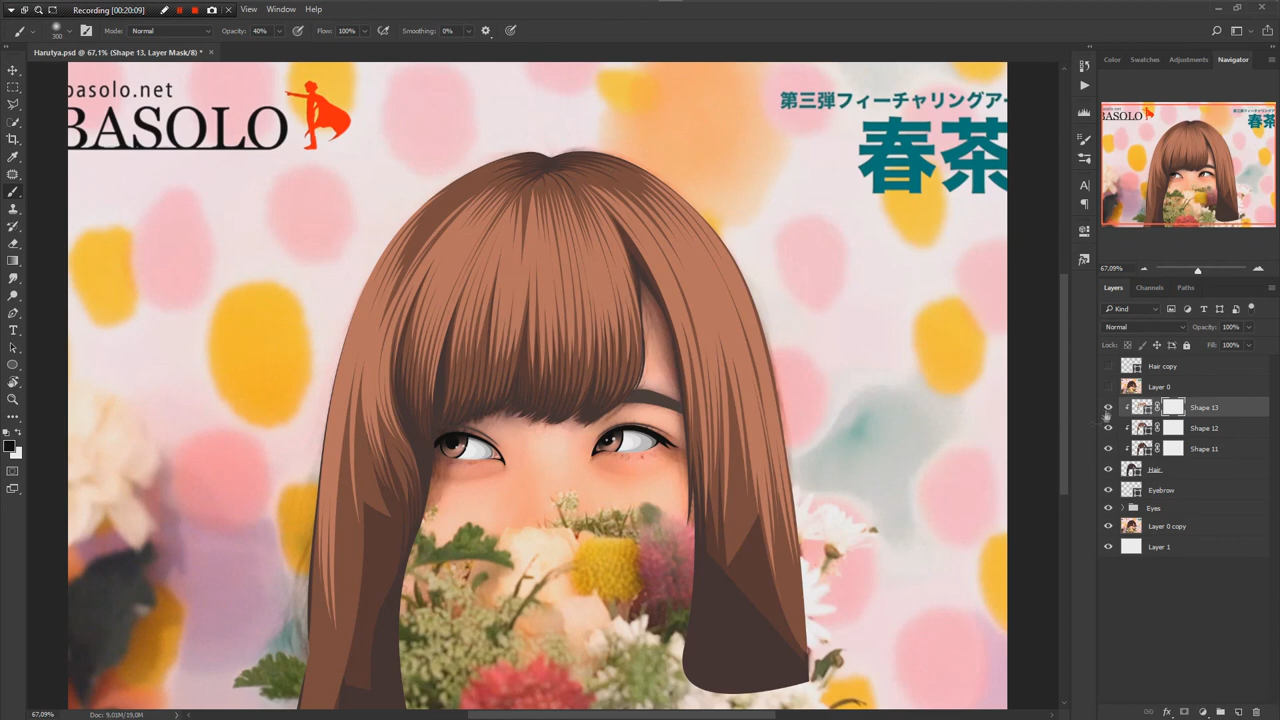 Recording [00:20:09]
View
Window
Help
300
Mode:
Normal
Opacity:
40%
Flow:
100%
Smoothing:
0%
Harutya.psd @ 67,1% (Shape 13, Layer Mask/8) *
Color
Swatches
Adjustments
Navigator
basolo.net
BASOLO
第三弾フィーチャリングアー
春茶
67,09%
Layers
Channels
Paths
Kind
Normal
Opacity:
100%
Lock:
Fill:
100%
Hair copy
Layer 0
Shape 13
Shape 12
Shape 11
Hair
Eyebrow
Eyes
Layer 0 copy
Layer 1
67,09%
Doc: 9,01M/19,0M